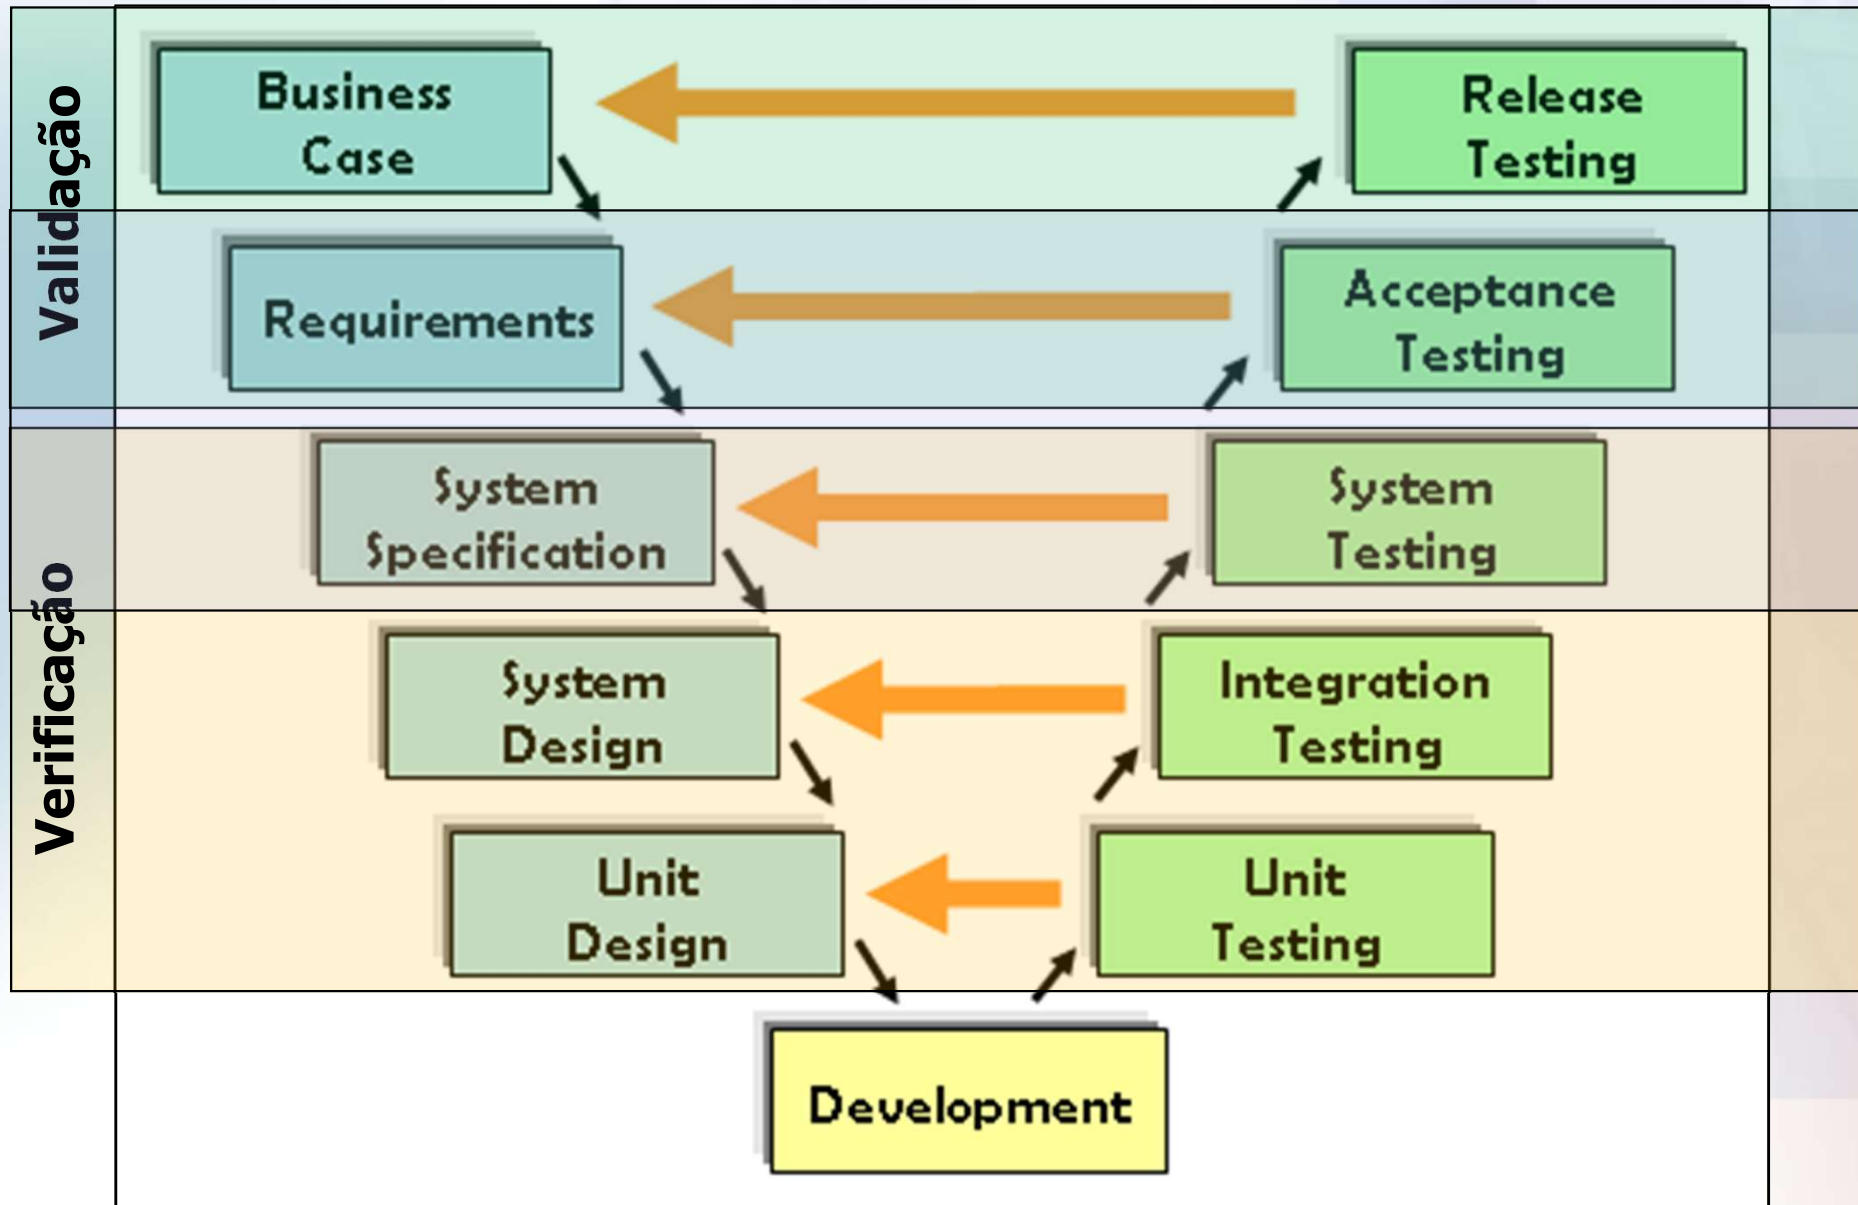 Validação
Business
Case
Release
Testing
Requirements
Acceptance
Testing
Verificação
System
Specification
System
Testing
System
Design
Integration
Testing
Unit
Design
Unit
Testing
Development